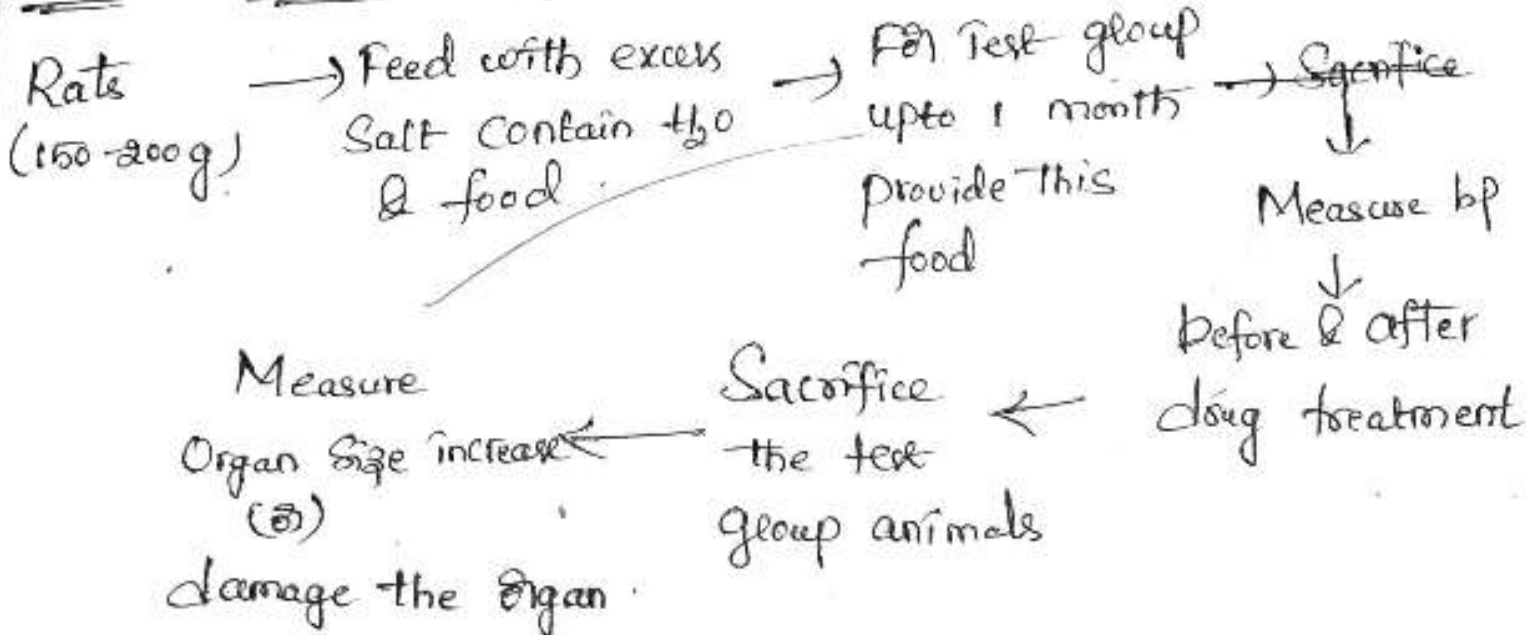 Rats
(150-200g)
→ Feed with excess
Salt contain H₂O
& food.
→ For Test group
upto 1 month
provide this
food
→ Sacrifice
↓
Measure bp
↓
before & after
drug treatment
← Sacrifice
the test
group animals
← Measure
Organ size increase
(or)
damage the organ.